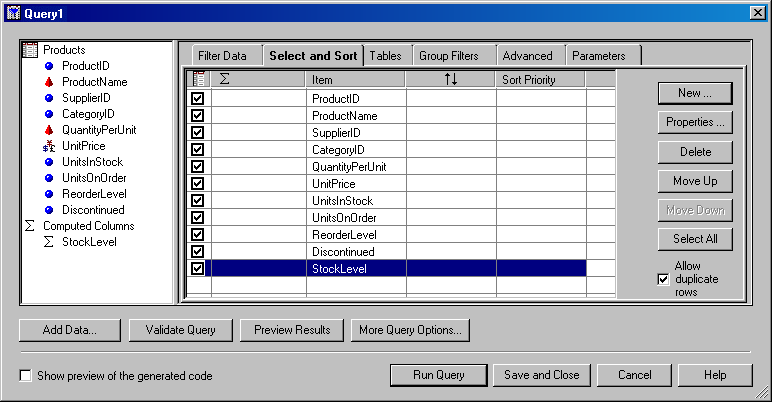 Query1
Products
ProductID
ProductName
SupplierID
CategoryID
QuantityPerUnit
UnitPrice
UnitsInStock
UnitsOnOrder
ReorderLevel
Discontinued
Σ Computed Columns
Σ StockLevel
Filter Data Select and Sort Tables Group Filters Advanced Parameters
Σ Item ↑↓ Sort Priority
ProductID
ProductName
SupplierID
CategoryID
QuantityPerUnit
UnitPrice
UnitsInStock
UnitsOnOrder
ReorderLevel
Discontinued
StockLevel
New ...
Properties ...
Delete
Move Up
Move Down
Select All
Allow
duplicate
rows
Add Data... Validate Query Preview Results More Query Options...
Show preview of the generated code Run Query Save and Close Cancel Help